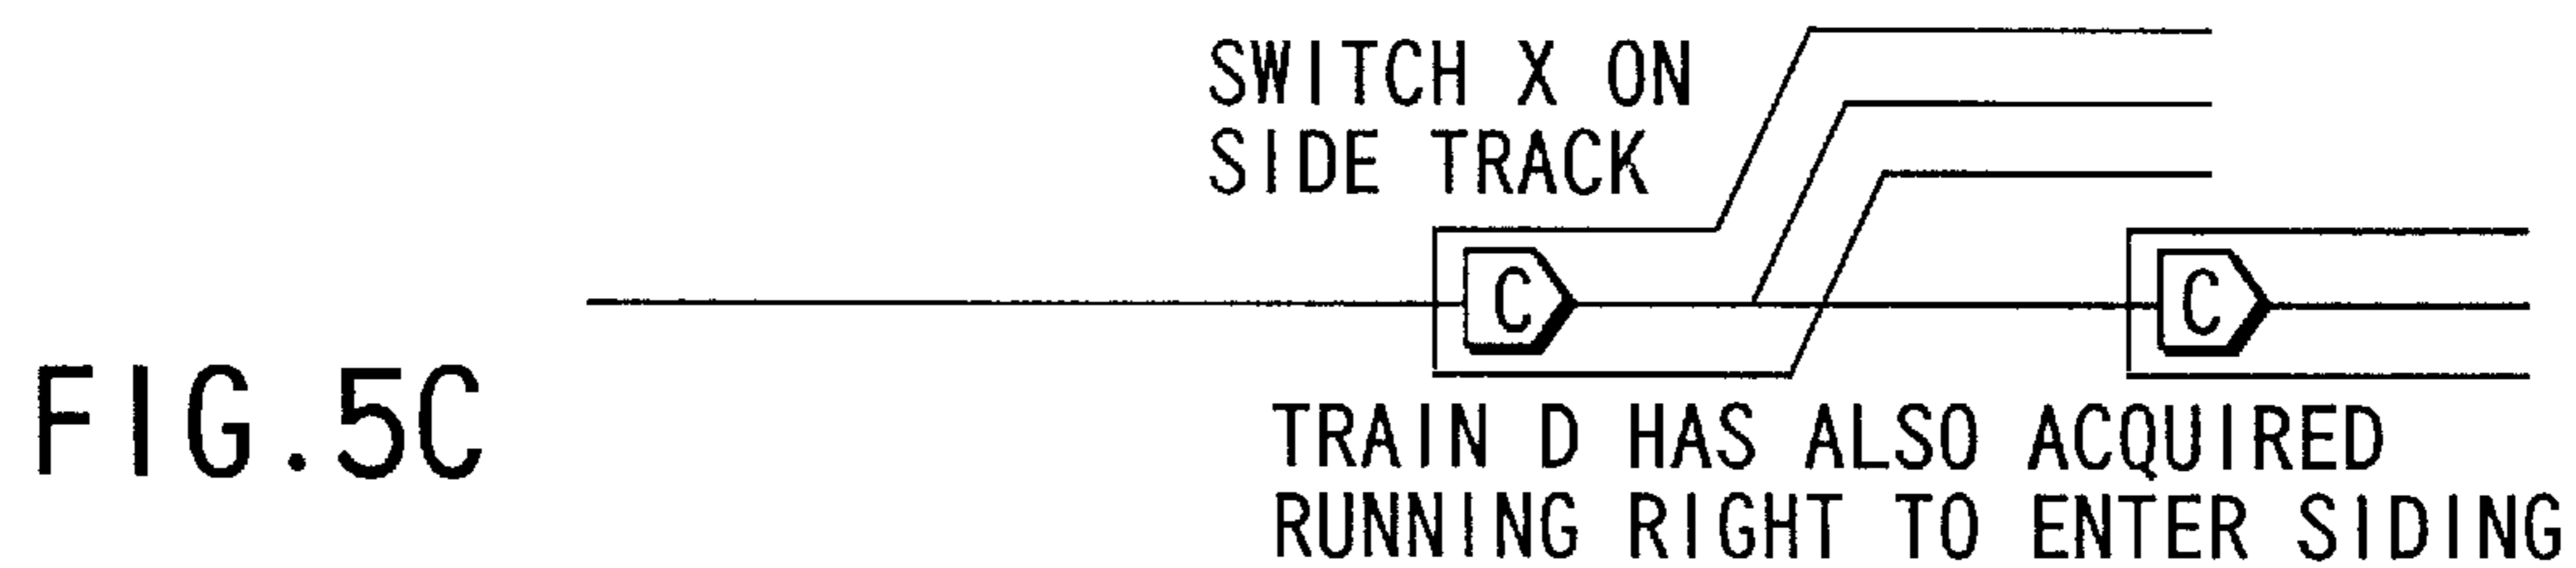 SWITCH X ON
SIDE TRACK
C
C
FIG.5C
TRAIN D HAS ALSO ACQUIRED
RUNNING RIGHT TO ENTER SIDING